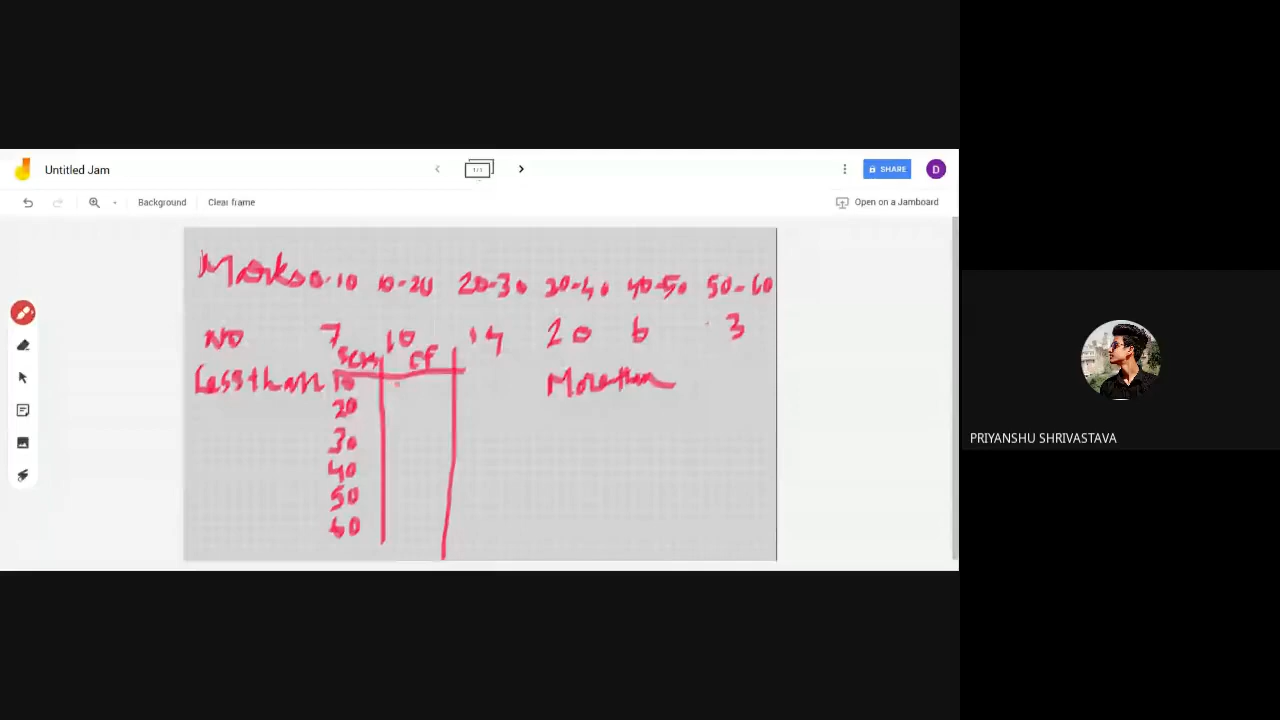 Untitled Jam
1/1
SHARE
D
Background
Clear frame
Open on a Jamboard
Marks 0-10 10-20 20-30 30-40 40-50 50-60
NO 7 10 14 20 6 3
CF
Less than 10 More than
20
30
40
50
60
PRIYANSHU SHRIVASTAVA